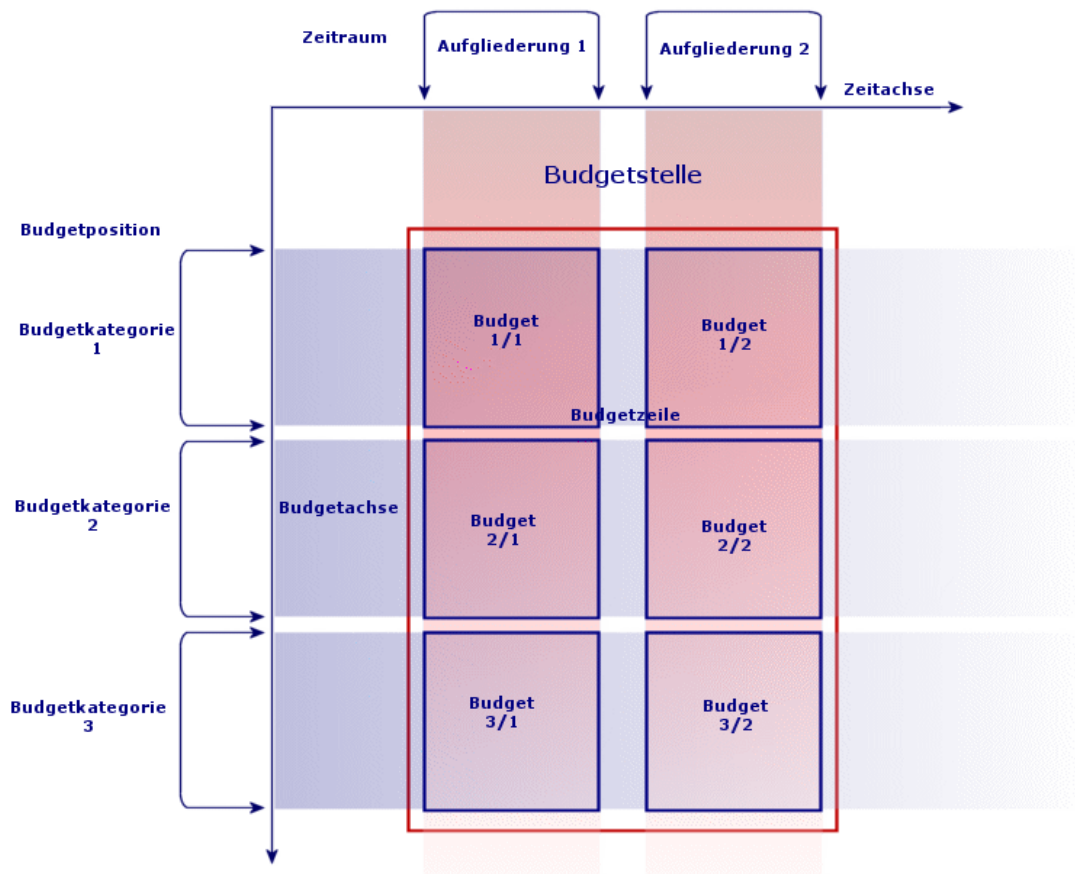 Zeitraum
Aufgliederung 1
Aufgliederung 2
Zeitachse
Budgetstelle
Budgetposition
Budgetkategorie
1
Budget
1/1
Budget
1/2
Budgetzeile
Budgetkategorie
2
Budgetachse
Budget
2/1
Budget
2/2
Budgetkategorie
3
Budget
3/1
Budget
3/2